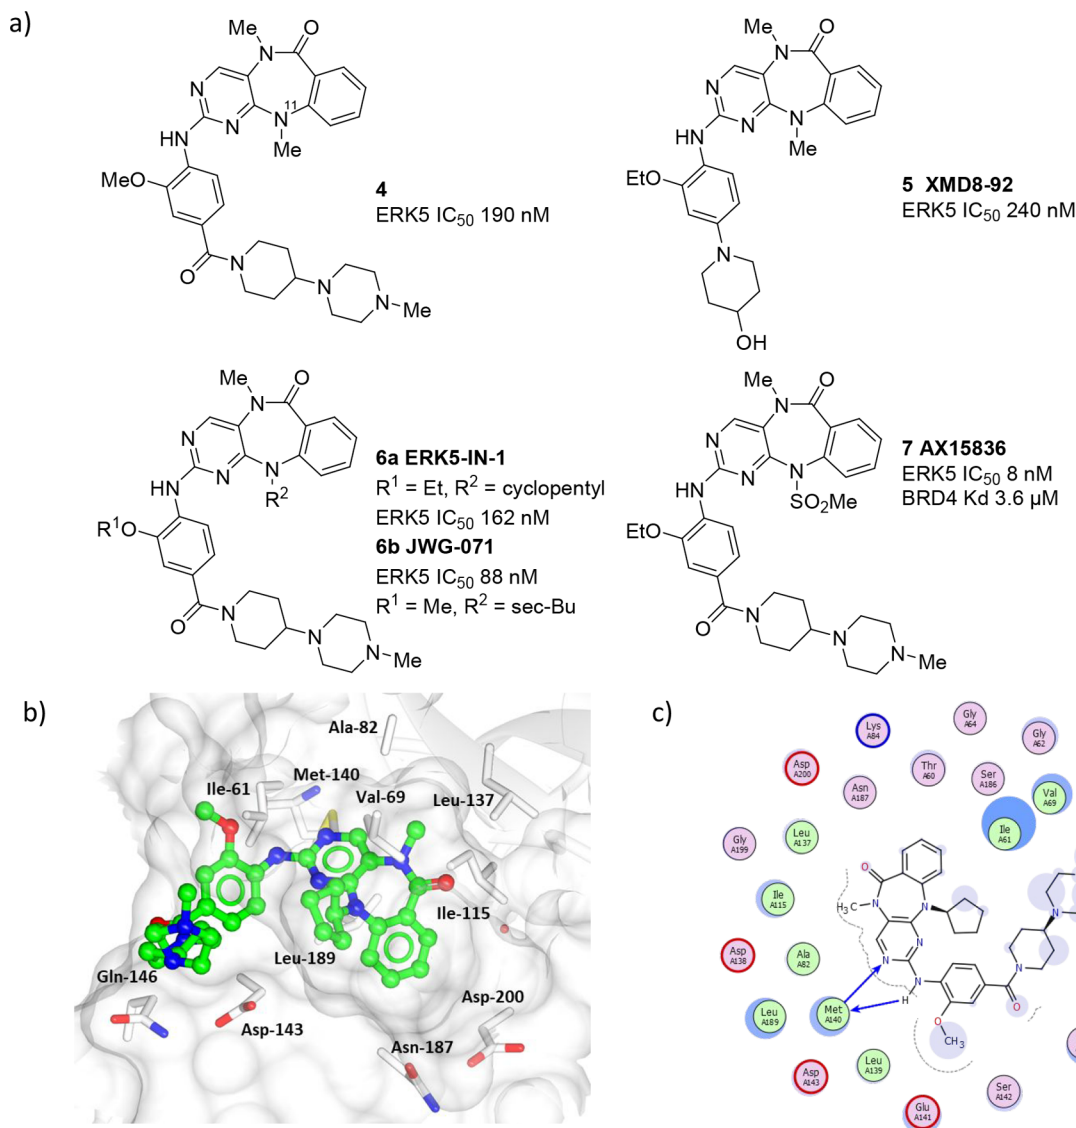 a)
Me
O
N
N
11
N
N
HN
Me
MeO
O
N
N
N
Me
4
ERK5 IC50 190 nM
Me
O
N
N
N
N
HN
Me
EtO
N
OH
5 XMD8-92
ERK5 IC50 240 nM
Me
O
N
N
N
N
HN
R2
R1
O
O
N
N
N
Me
6a ERK5-IN-1
R1 = Et, R2 = cyclopentyl
ERK5 IC50 162 nM
6b JWG-071
ERK5 IC50 88 nM
R1 = Me, R2 = sec-Bu
Me
O
N
N
N
N
HN
SO2Me
EtO
O
N
N
N
Me
7 AX15836
ERK5 IC50 8 nM
BRD4 Kd 3.6 µM
b)
Ala-82
Ile-61
Met-140
Val-69
Leu-137
Ile-115
Leu-189
Gln-146
Asp-143
Asp-200
Asn-187
c)
Lys
A84
Gly
A64
Gly
A62
Asp
A200
Asn
A187
Thr
A60
Ser
A186
Val
A69
Ile
A61
Gly
A199
Leu
A137
Ile
A115
Asp
A138
Ala
A82
Leu
A189
Met
A140
Asp
A143
Leu
A139
Glu
A141
Ser
A142
O
H3C
N
N
N
N
N
H
O
CH3
N
O
N